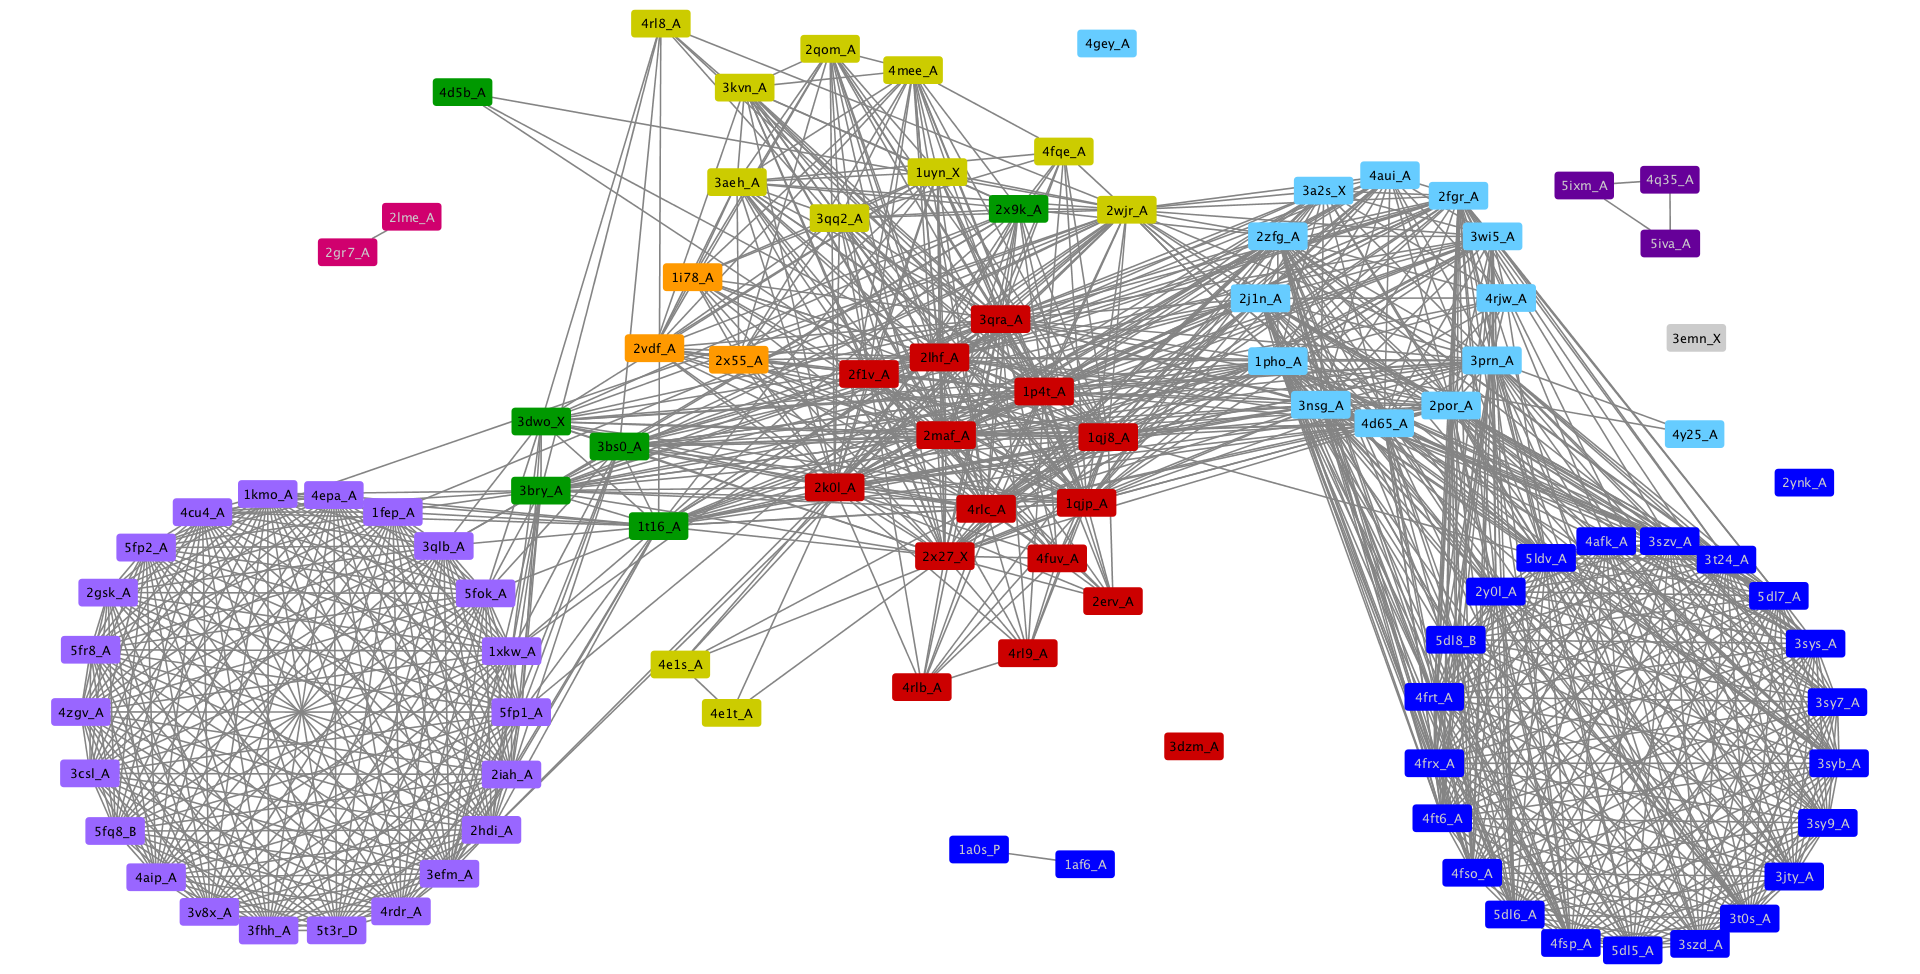 4rl8_A
2qom_A
4gey_A
4mee_A
3kvn_A
4d5b_A
4fqe_A
1uyn_X
3aeh_A
4aui_A
4q35_A
5ixm_A
3a2s_X
2fgr_A
2x9k_A
2wjr_A
2lme_A
3qq2_A
2zfg_A
3wi5_A
5iva_A
2gr7_A
1i78_A
2j1n_A
4rjw_A
3qra_A
3emn_X
2vdf_A
2x55_A
2lhf_A
1pho_A
3prn_A
2f1v_A
1p4t_A
3nsg_A
2por_A
3dwo_X
4d65_A
4y25_A
2maf_A
1qj8_A
3bs0_A
2ynk_A
2k0l_A
3bry_A
1kmo_A
4epa_A
1qjp_A
4rlc_A
4cu4_A
1fep_A
1t16_A
4afk_A
3szv_A
5fp2_A
3qlb_A
2x27_X
4fuv_A
5ldv_A
3t24_A
2gsk_A
5fok_A
2y0l_A
5dl7_A
2erv_A
5dl8_B
3sys_A
5fr8_A
1xkw_A
4rl9_A
4e1s_A
4rlb_A
4frt_A
3sy7_A
4zgv_A
5fp1_A
4e1t_A
3dzm_A
4frx_A
3syb_A
3csl_A
2iah_A
4ft6_A
3sy9_A
5fq8_B
2hdi_A
1a0s_P
1af6_A
4fso_A
3jty_A
4aip_A
3efm_A
3v8x_A
4rdr_A
5dl6_A
3t0s_A
3fhh_A
5t3r_D
4fsp_A
5dl5_A
3szd_A